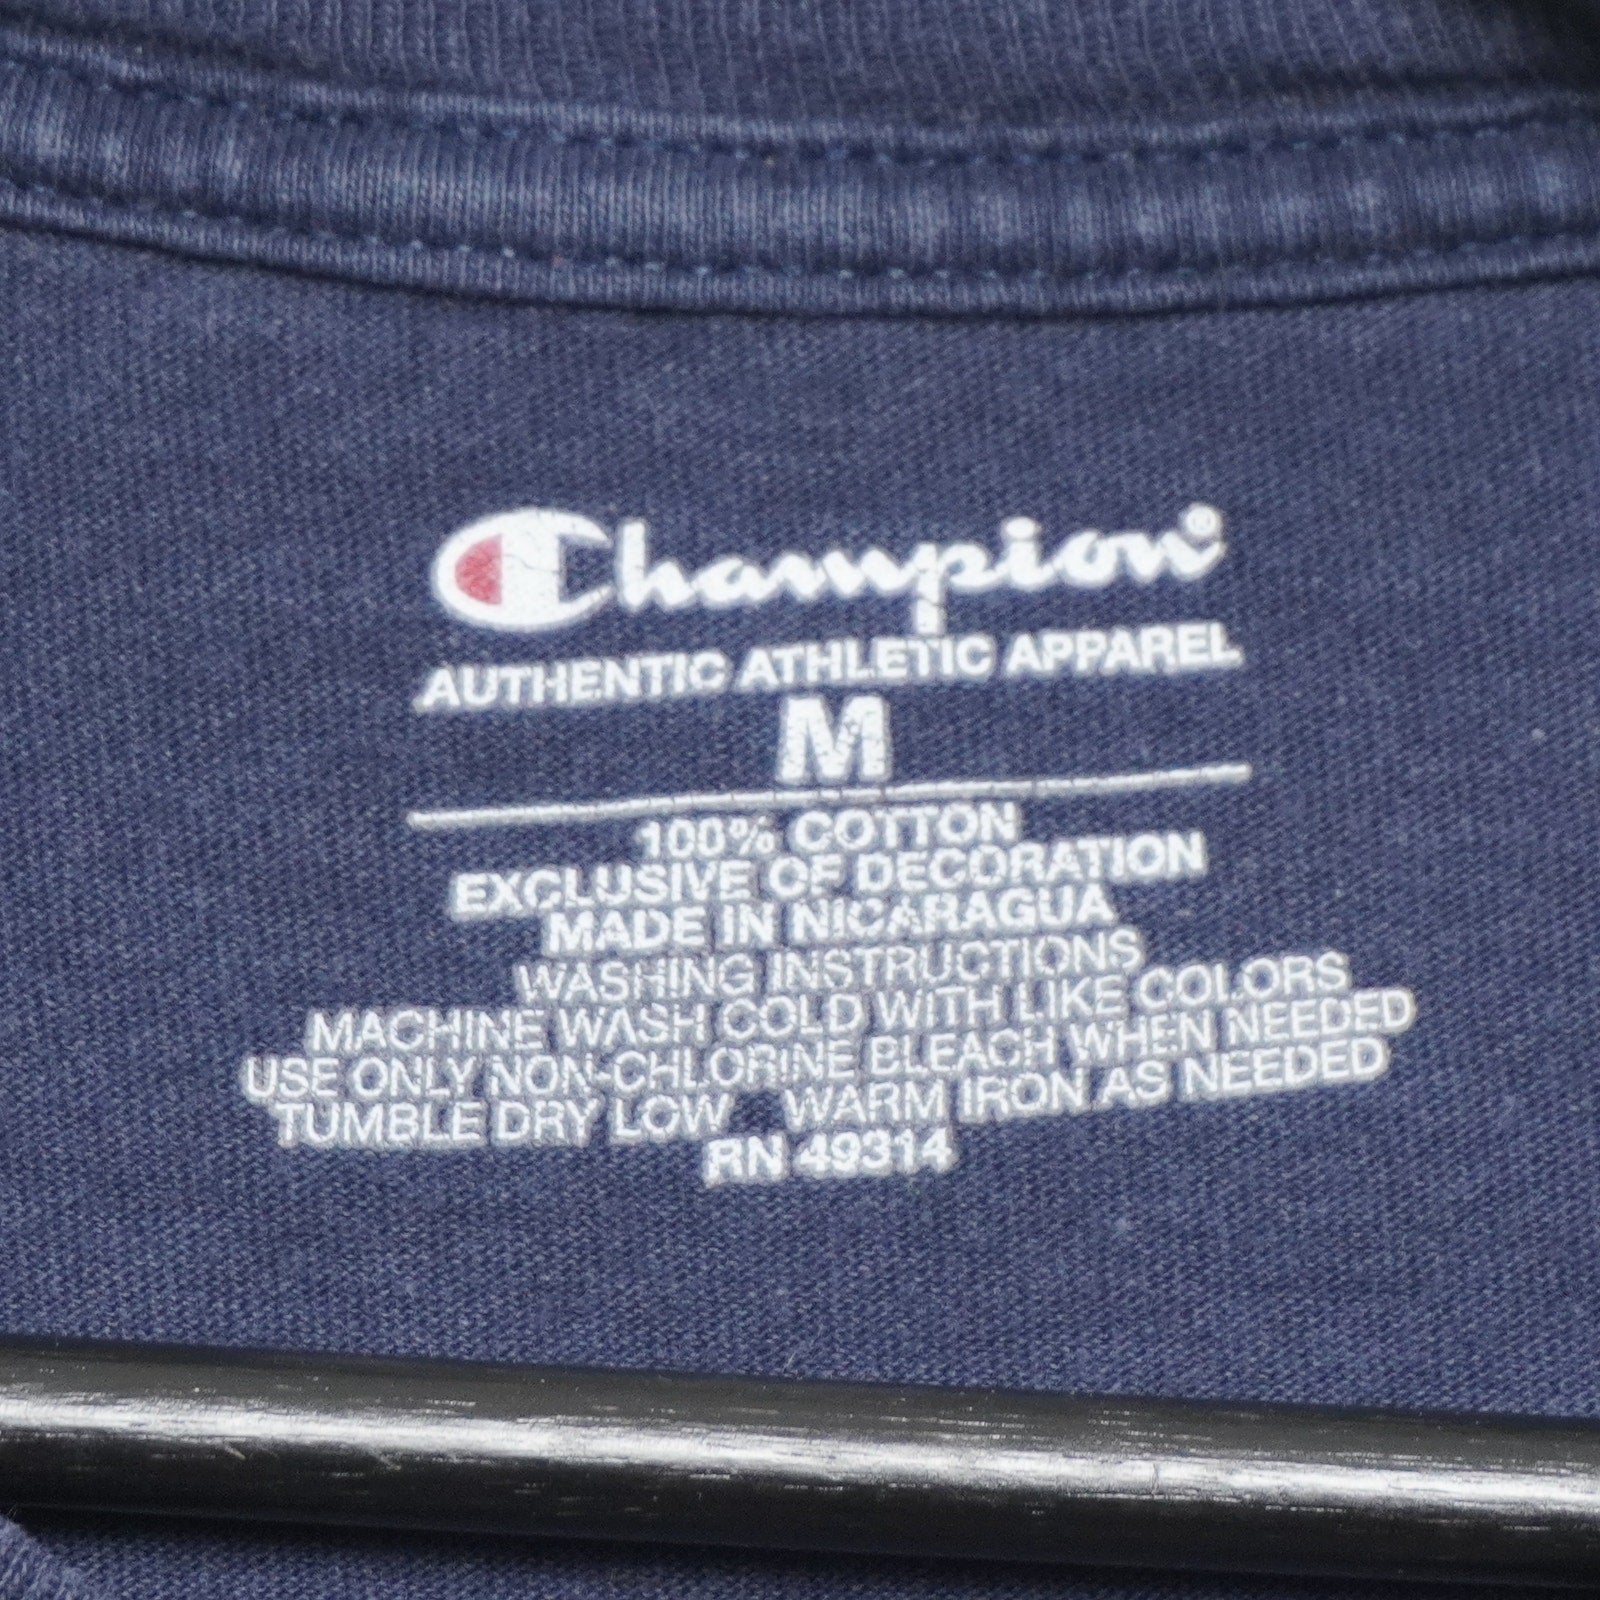 Champion®
AUTHENTIC ATHLETIC APPAREL
M
100% COTTON
EXCLUSIVE OF DECORATION
MADE IN NICARAGUA
WASHING INSTRUCTIONS
MACHINE WASH COLD WITH LIKE COLORS
USE ONLY NON-CHLORINE BLEACH WHEN NEEDED
TUMBLE DRY LOW WARM IRON AS NEEDED
RN 49314